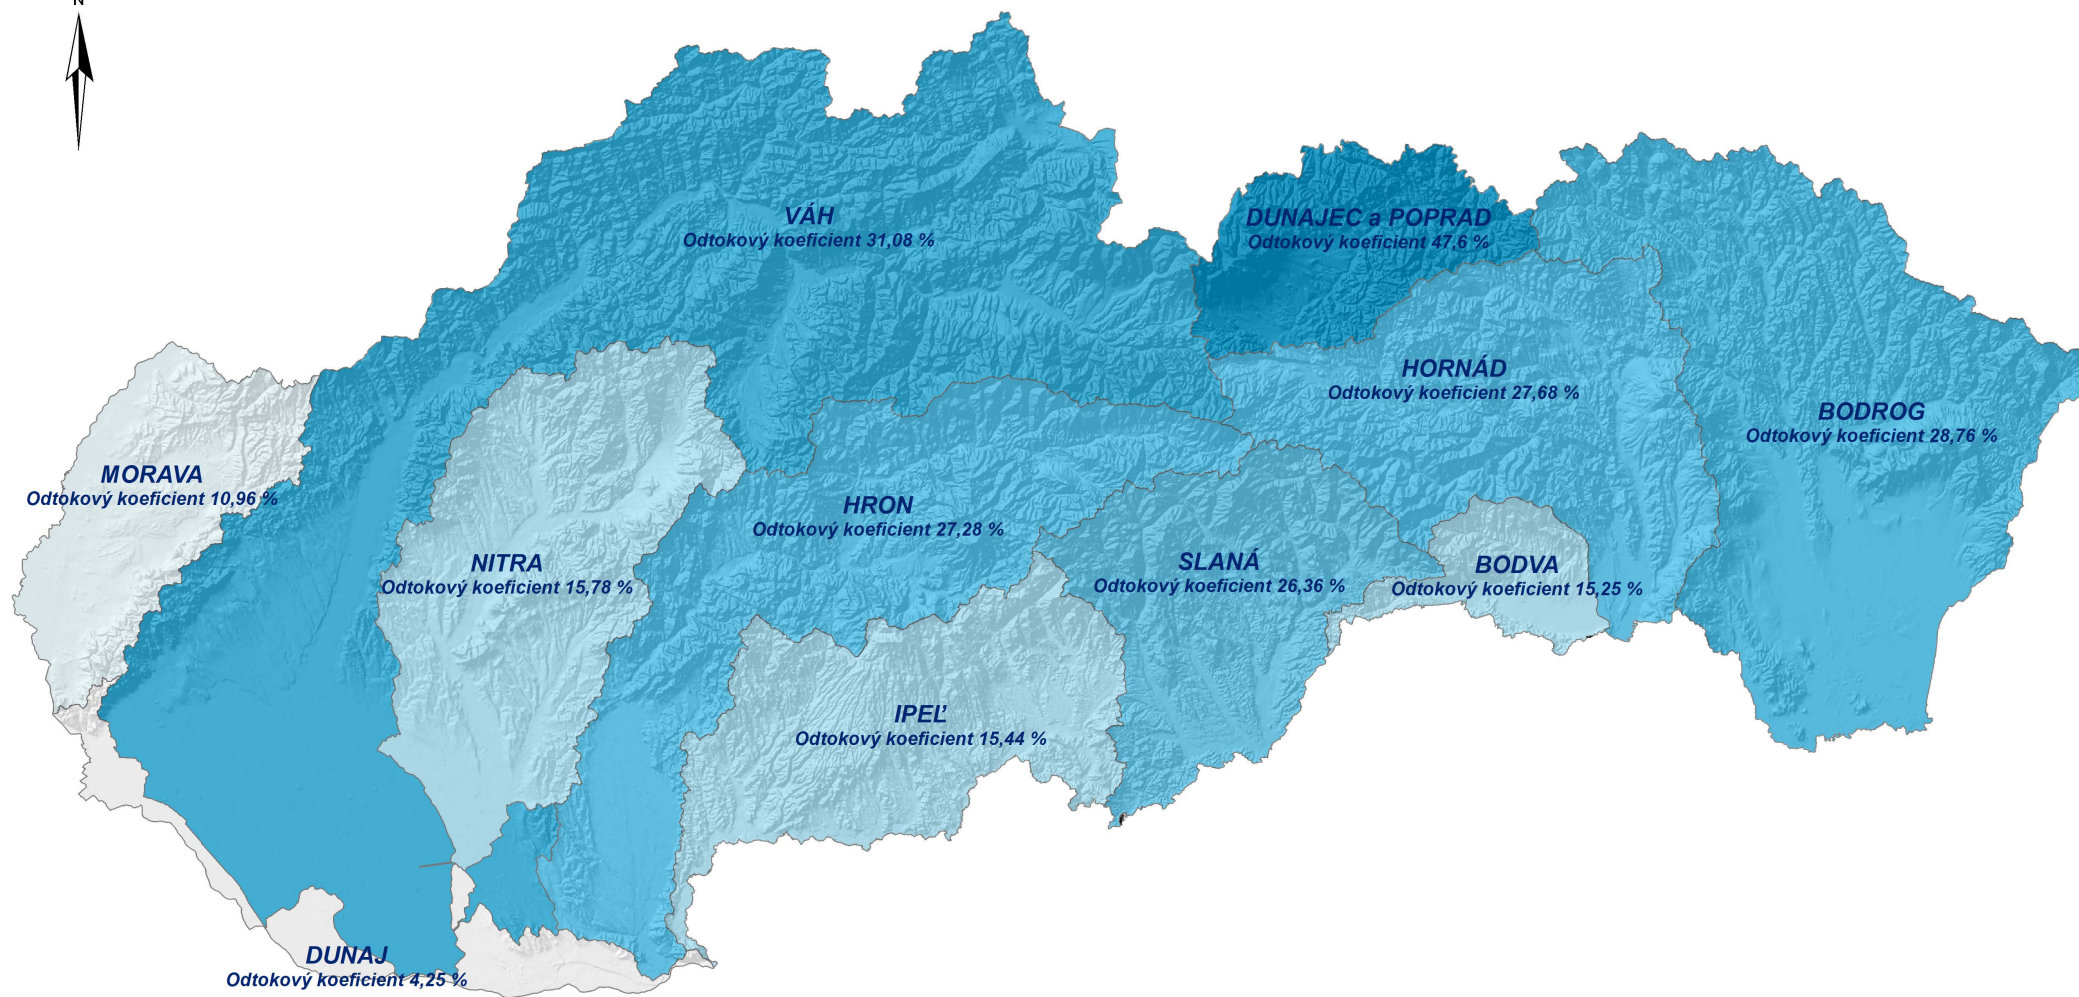 N
VÁH
Odtokový koeficient 31,08 %
DUNAJEC a POPRAD
Odtokový koeficient 47,6 %
HORNÁD
Odtokový koeficient 27,68 %
BODROG
Odtokový koeficient 28,76 %
MORAVA
Odtokový koeficient 10,96 %
HRON
Odtokový koeficient 27,28 %
NITRA
Odtokový koeficient 15,78 %
SLANÁ
Odtokový koeficient 26,36 %
BODVA
Odtokový koeficient 15,25 %
IPEĽ
Odtokový koeficient 15,44 %
DUNAJ
Odtokový koeficient 4,25 %